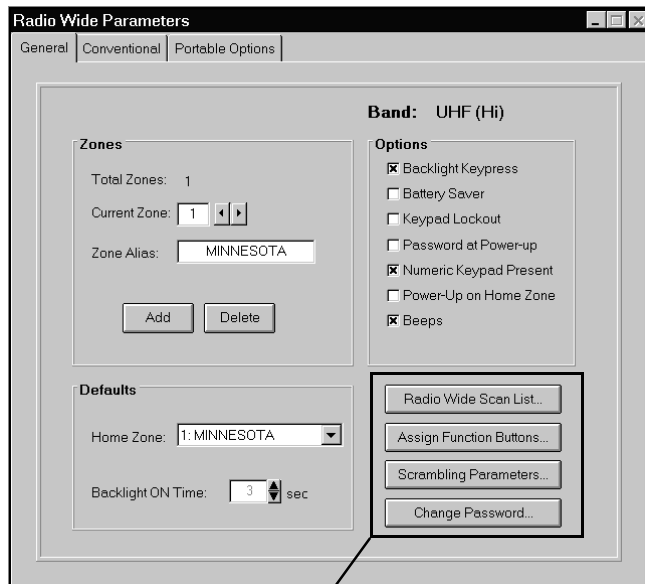 Radio Wide Parameters
General Conventional Portable Options
Band: UHF (Hi)
Zones
Total Zones: 1
Current Zone: 1
Zone Alias: MINNESOTA
Add Delete
Options
Backlight Keypress
Battery Saver
Keypad Lockout
Password at Power-up
Numeric Keypad Present
Power-Up on Home Zone
Beeps
Defaults
Home Zone: 1: MINNESOTA
Backlight ON Time: 3 sec
Radio Wide Scan List...
Assign Function Buttons...
Scrambling Parameters...
Change Password...